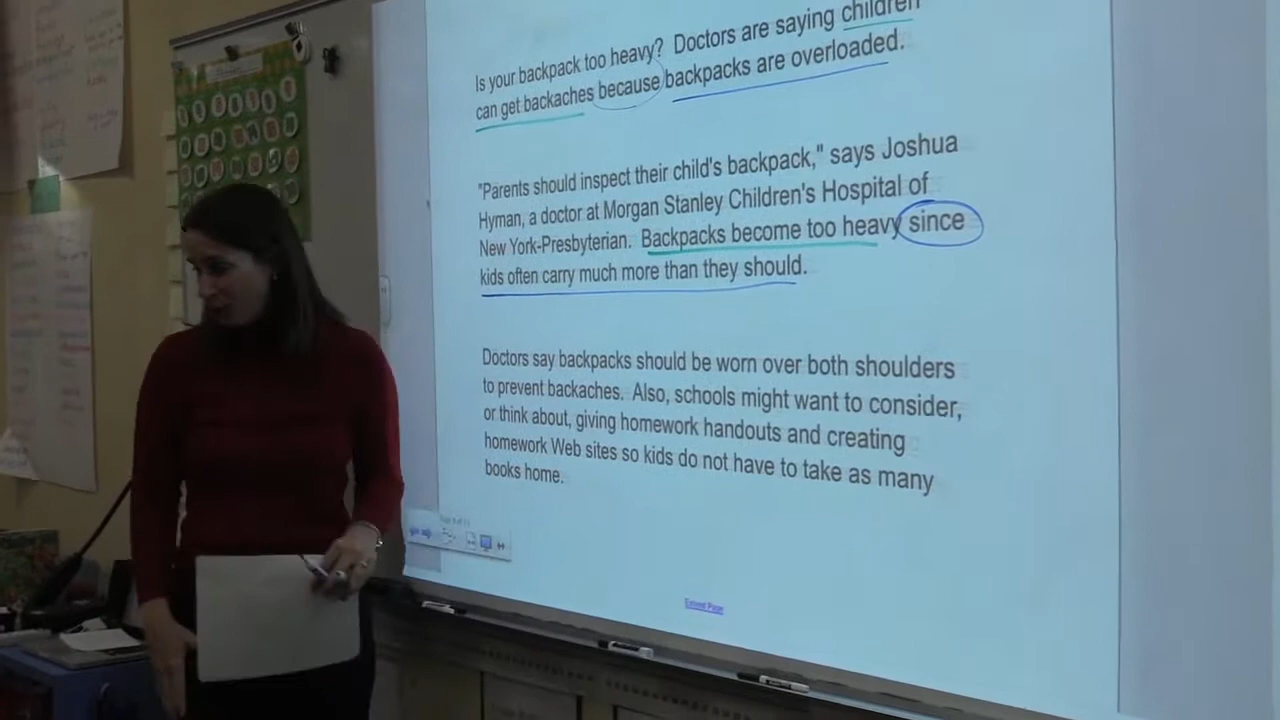 Is your backpack too heavy? Doctors are saying children
can get backaches because backpacks are overloaded.
"Parents should inspect their child's backpack," says Joshua
Hyman, a doctor at Morgan Stanley Children's Hospital of
New York-Presbyterian. Backpacks become too heavy since
kids often carry much more than they should.
Doctors say backpacks should be worn over both shoulders
to prevent backaches. Also, schools might want to consider,
or think about, giving homework handouts and creating
homework Web sites so kids do not have to take as many
books home.